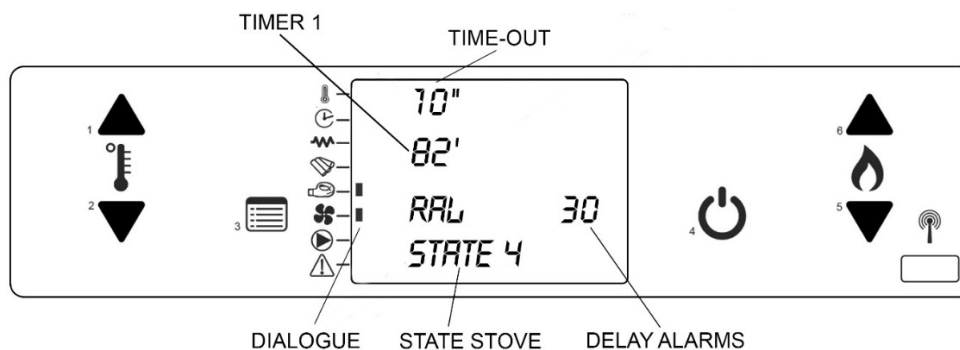 TIMER 1
TIME-OUT
10"
82'
RAL 30
STATE 4
1
2
3
4
5
6
DIALOGUE STATE STOVE DELAY ALARMS